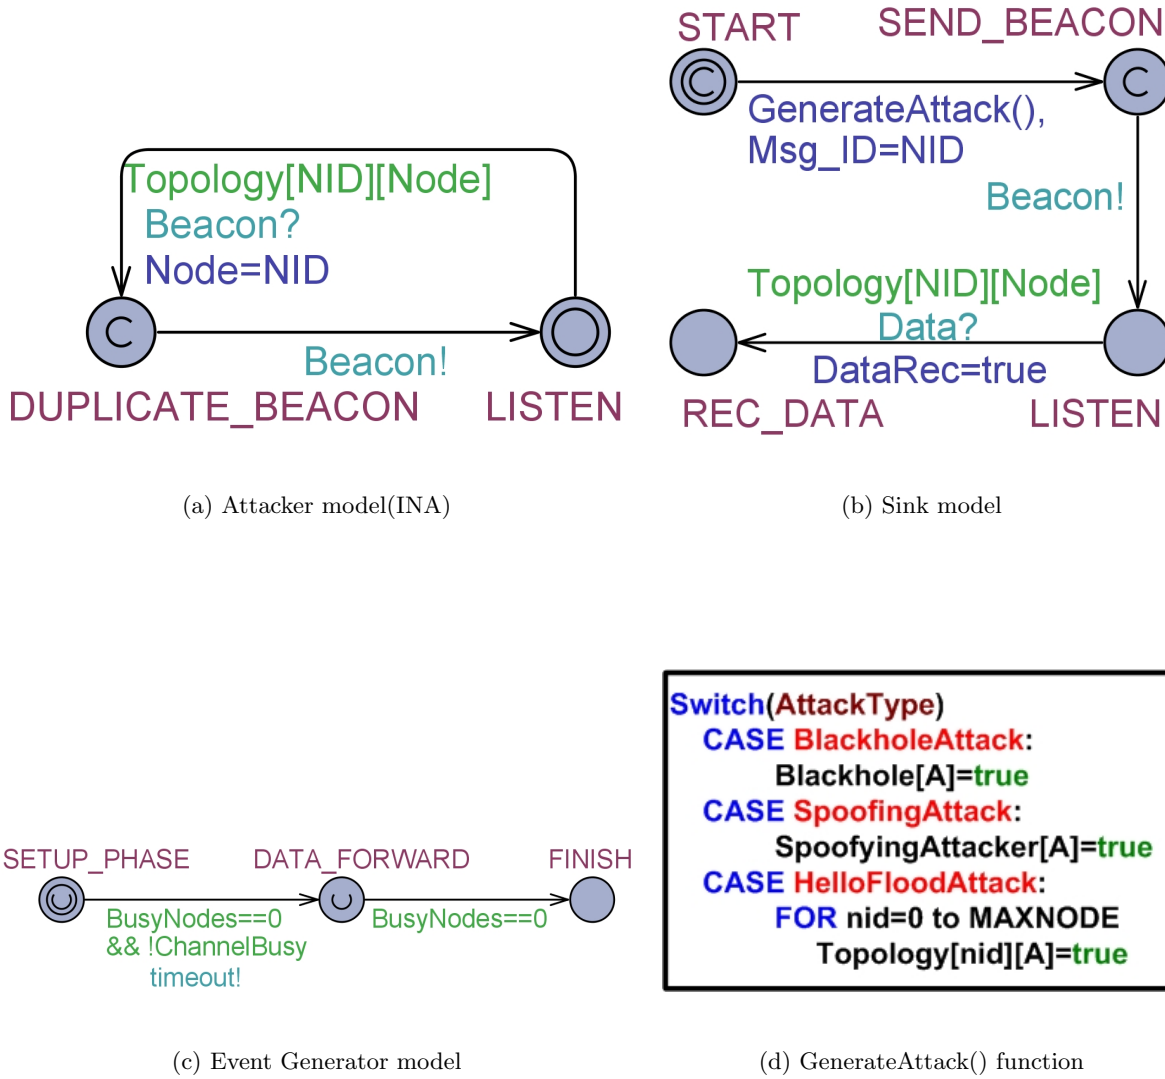 Topology[NID][Node]
Beacon?
Node=NID
C
Beacon!
DUPLICATE_BEACON
LISTEN
(a) Attacker model(INA)
START
SEND_BEACON
C
C
GenerateAttack(),
Msg_ID=NID
Beacon!
Topology[NID][Node]
Data?
DataRec=true
REC_DATA
LISTEN
(b) Sink model
SETUP_PHASE
DATA_FORWARD
FINISH
BusyNodes==0
&& !ChannelBusy
timeout!
BusyNodes==0
(c) Event Generator model
Switch(AttackType)
CASE BlackholeAttack:
Blackhole[A]=true
CASE SpoofingAttack:
SpoofyingAttacker[A]=true
CASE HelloFloodAttack:
FOR nid=0 to MAXNODE
Topology[nid][A]=true
(d) GenerateAttack() function